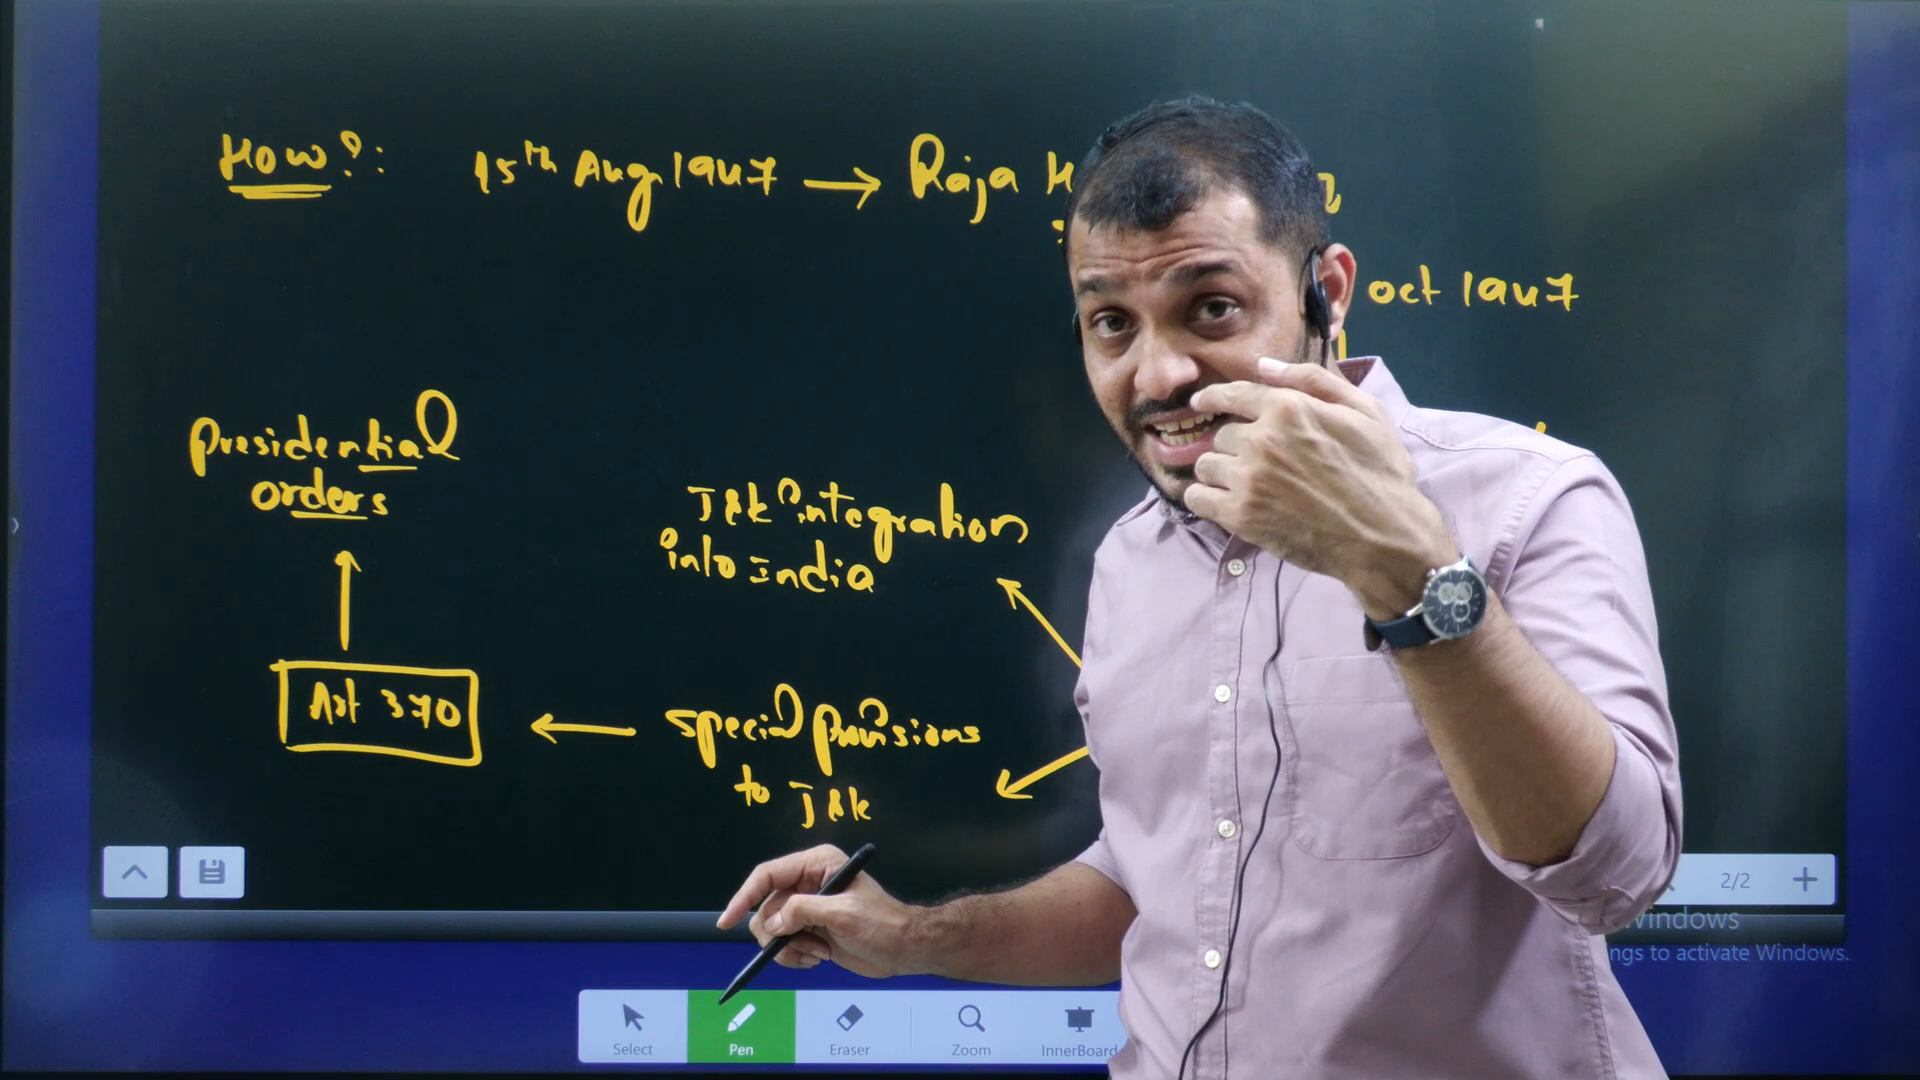 How?: 15th Aug 1947 → Raja H
oct 1947
presidential
orders
J&k integration
into India
Art 370 ← special provisions
to J&k
2/2
Windows
ngs to activate Windows.
Select Pen Eraser Zoom InnerBoard